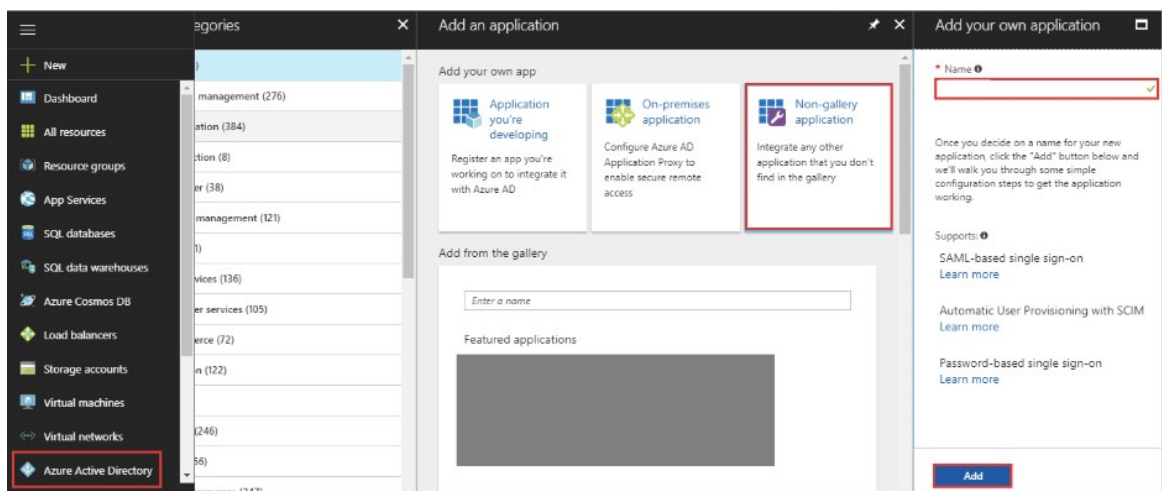 New
Dashboard
All resources
Resource groups
App Services
SQL databases
SQL data warehouses
Azure Cosmos DB
Load balancers
Storage accounts
Virtual machines
Virtual networks
Azure Active Directory
egories
)
management (276)
ation (384)
ction (8)
er (38)
management (121)
1)
vices (136)
er services (105)
erce (72)
n (122)
(246)
56)
Add an application
Add your own app
Application
you're
developing
Register an app you're
working on to integrate it
with Azure AD
On-premises
application
Configure Azure AD
Application Proxy to
enable secure remote
access
Non-gallery
application
Integrate any other
application that you don't
find in the gallery
Add from the gallery
Enter a name
Featured applications
Add your own application
* Name
Once you decide on a name for your new
application, click the "Add" button below and
we'll walk you through some simple
configuration steps to get the application
working.
Supports:
SAML-based single sign-on
Learn more
Automatic User Provisioning with SCIM
Learn more
Password-based single sign-on
Learn more
Add